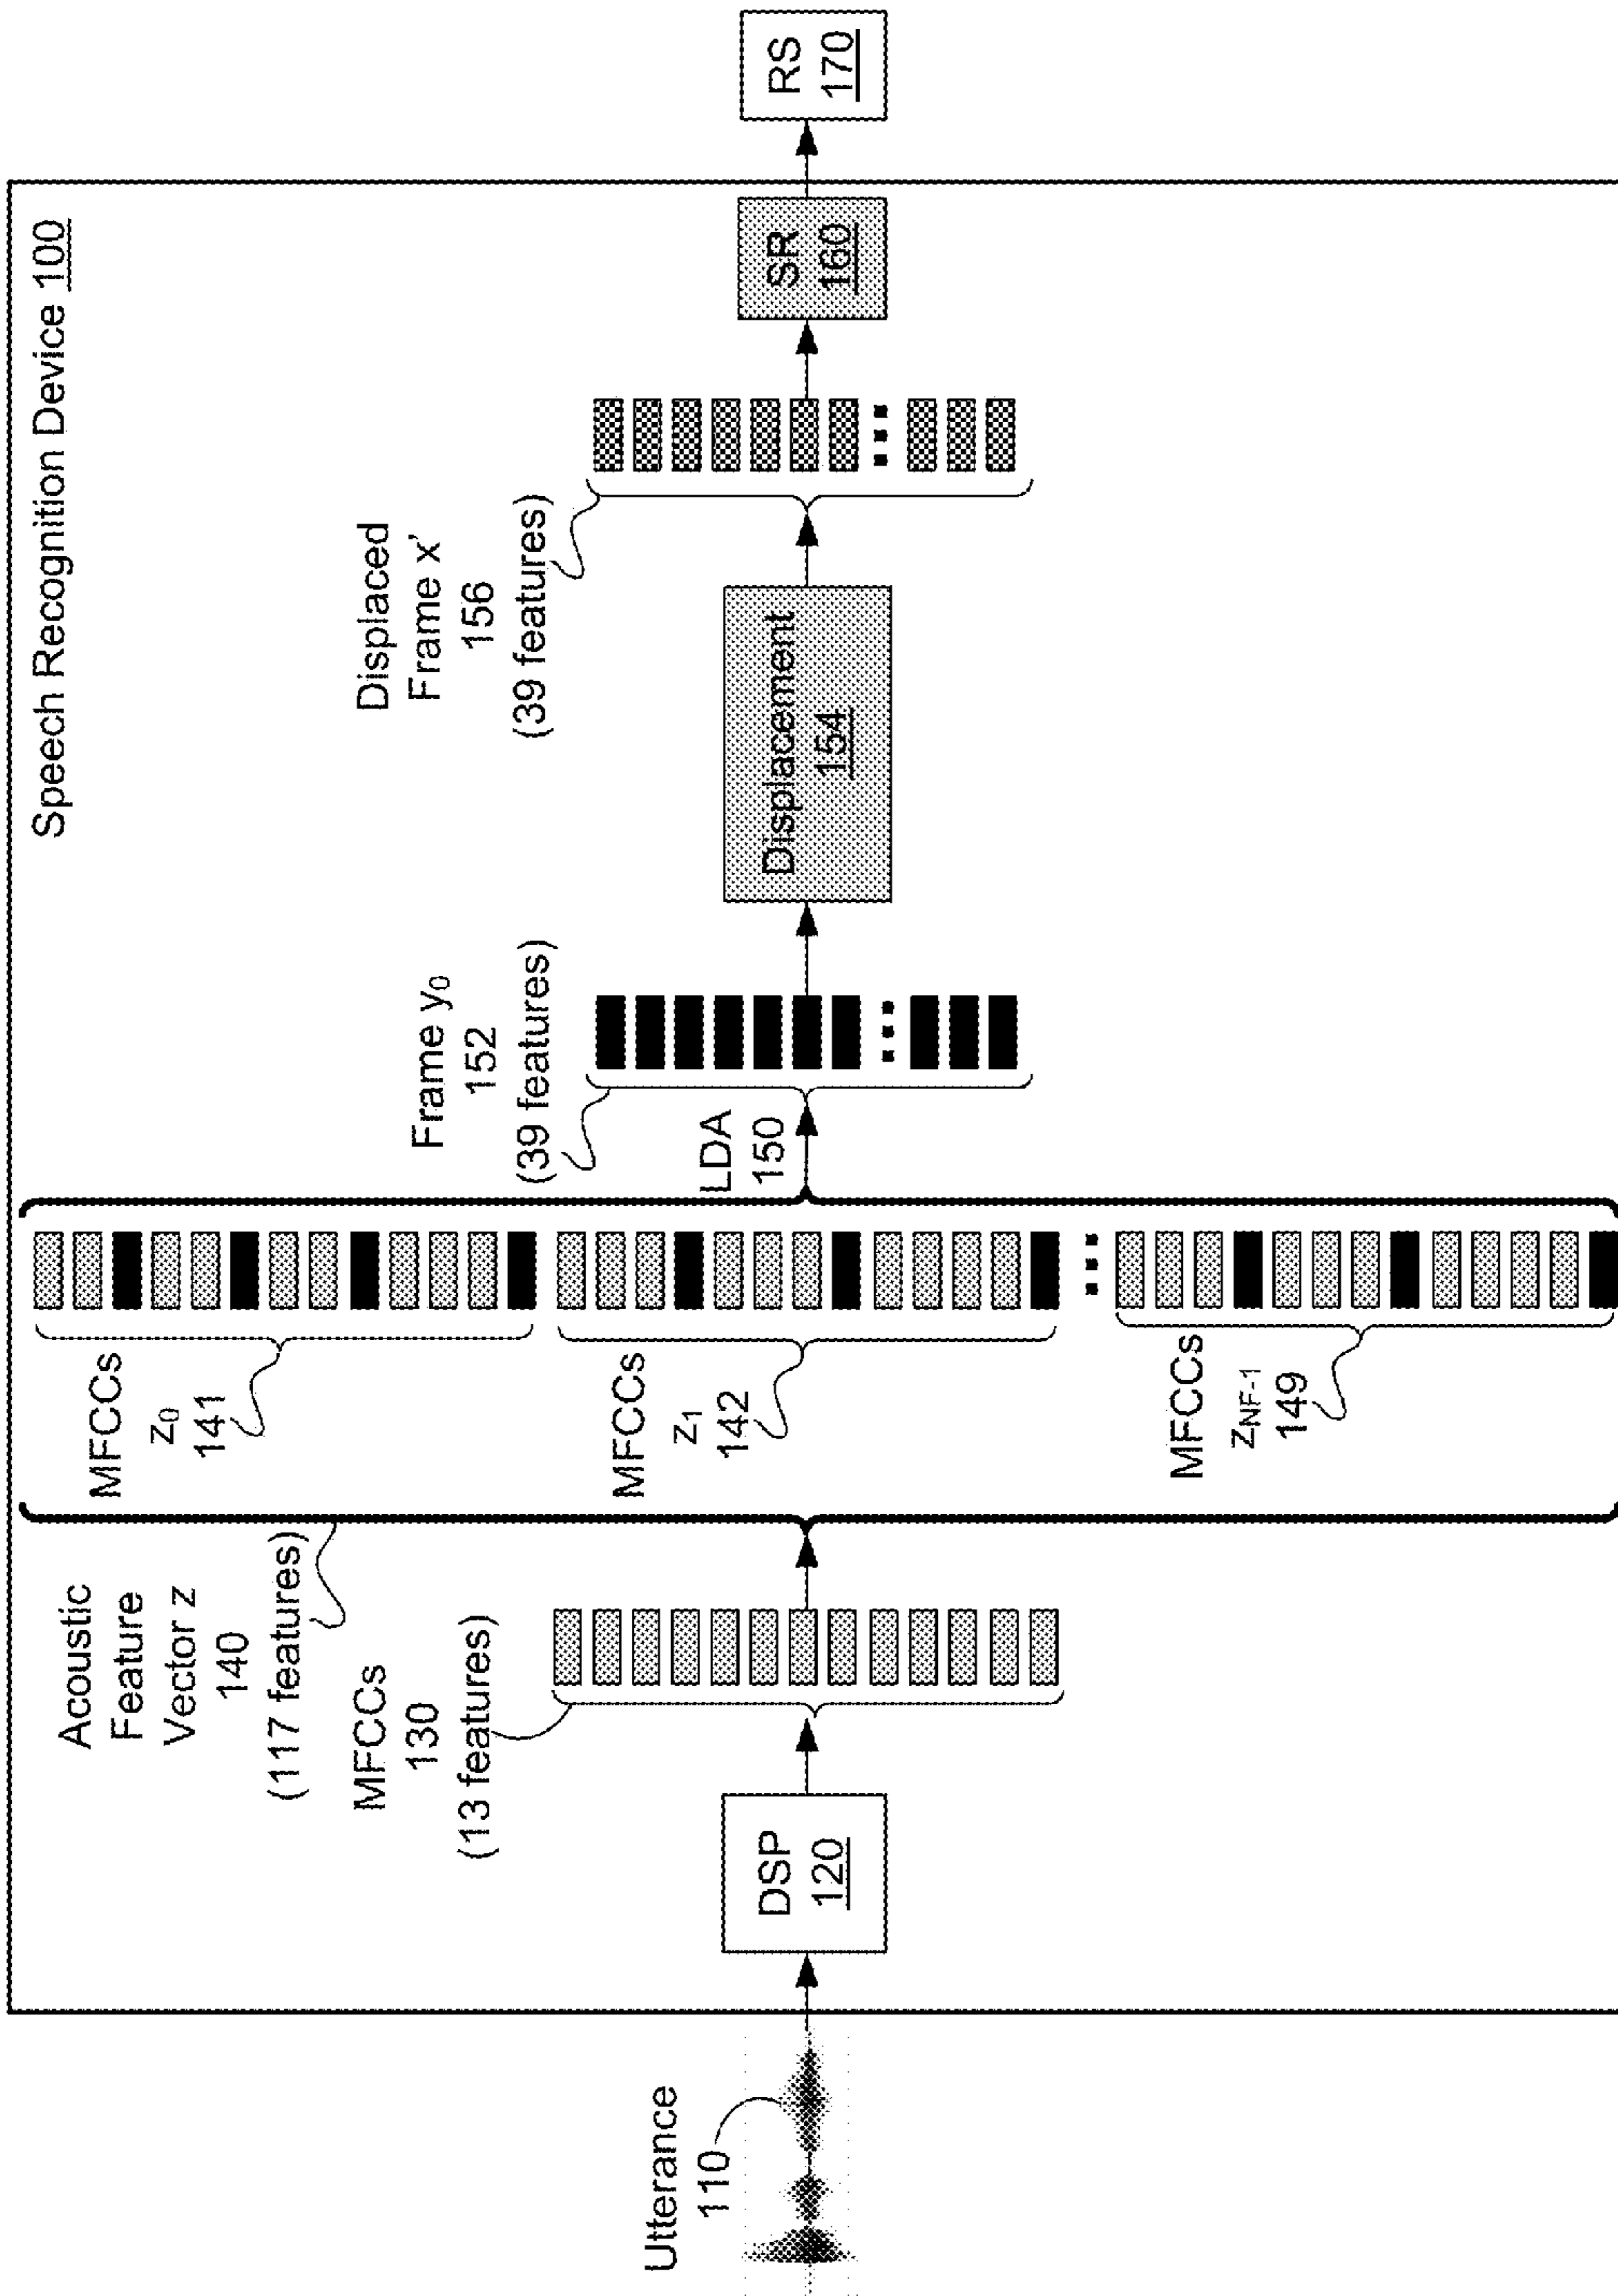 Speech Recognition Device 100
Utterance
110
DSP
120
MFCCs
130
(13 features)
Acoustic
Feature
Vector z
140
(117 features)
MFCCs
z0
141
MFCCs
z1
142
MFCCs
zNF-1
149
LDA
150
Frame y0
152
(39 features)
Displacement
154
Displaced
Frame x'
156
(39 features)
SR
160
RS
170